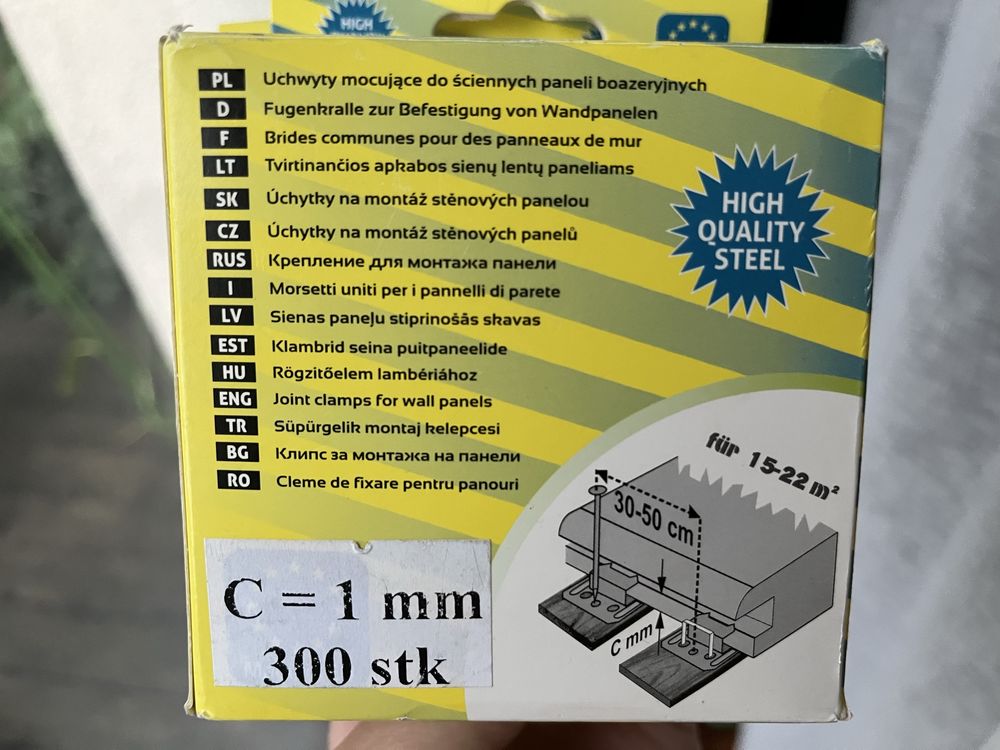 HIGH
PL Uchwyty mocujące do ściennych paneli boazeryjnych
D Fugenkralle zur Befestigung von Wandpanelen
F Brides communes pour des panneaux de mur
LT Tvirtinančios apkabos sienų lentų paneliams
SK Úchytky na montáž stěnových panelou
CZ Úchytky na montáž stěnových panelů
RUS Крепление для монтажа панели
I Morsetti uniti per i pannelli di parete
LV Sienas paneļu stiprinošās skavas
EST Klambrid seina puitpaneelide
HU Rögzitőelem lambériához
ENG Joint clamps for wall panels
TR Süpürgelik montaj kelepcesi
BG Клипс за монтажа на панели
RO Cleme de fixare pentru panouri
HIGH
QUALITY
STEEL
für 15-22 m²
30-50 cm
C mm
C = 1 mm
300 stk